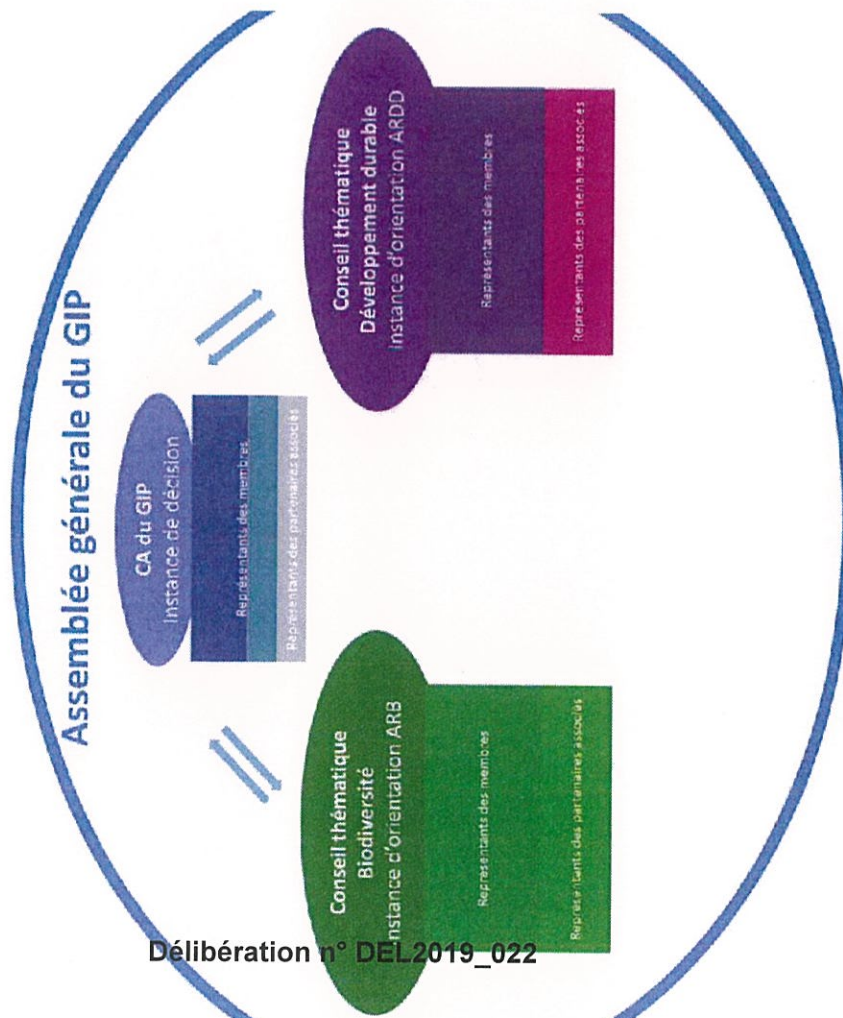 Assemblée générale du GIP
CA du GIP
Instance de décision
Représentants des membres
Représentants des partenaires associés
Conseil thématique
Biodiversité
Instance d'orientation ARB
Représentants des membres
Représentants des partenaires associés
Conseil thématique
Développement durable
Instance d'orientation ARDD
Représentants des membres
Représentants des partenaires associés
Délibération n° DEL2019_022